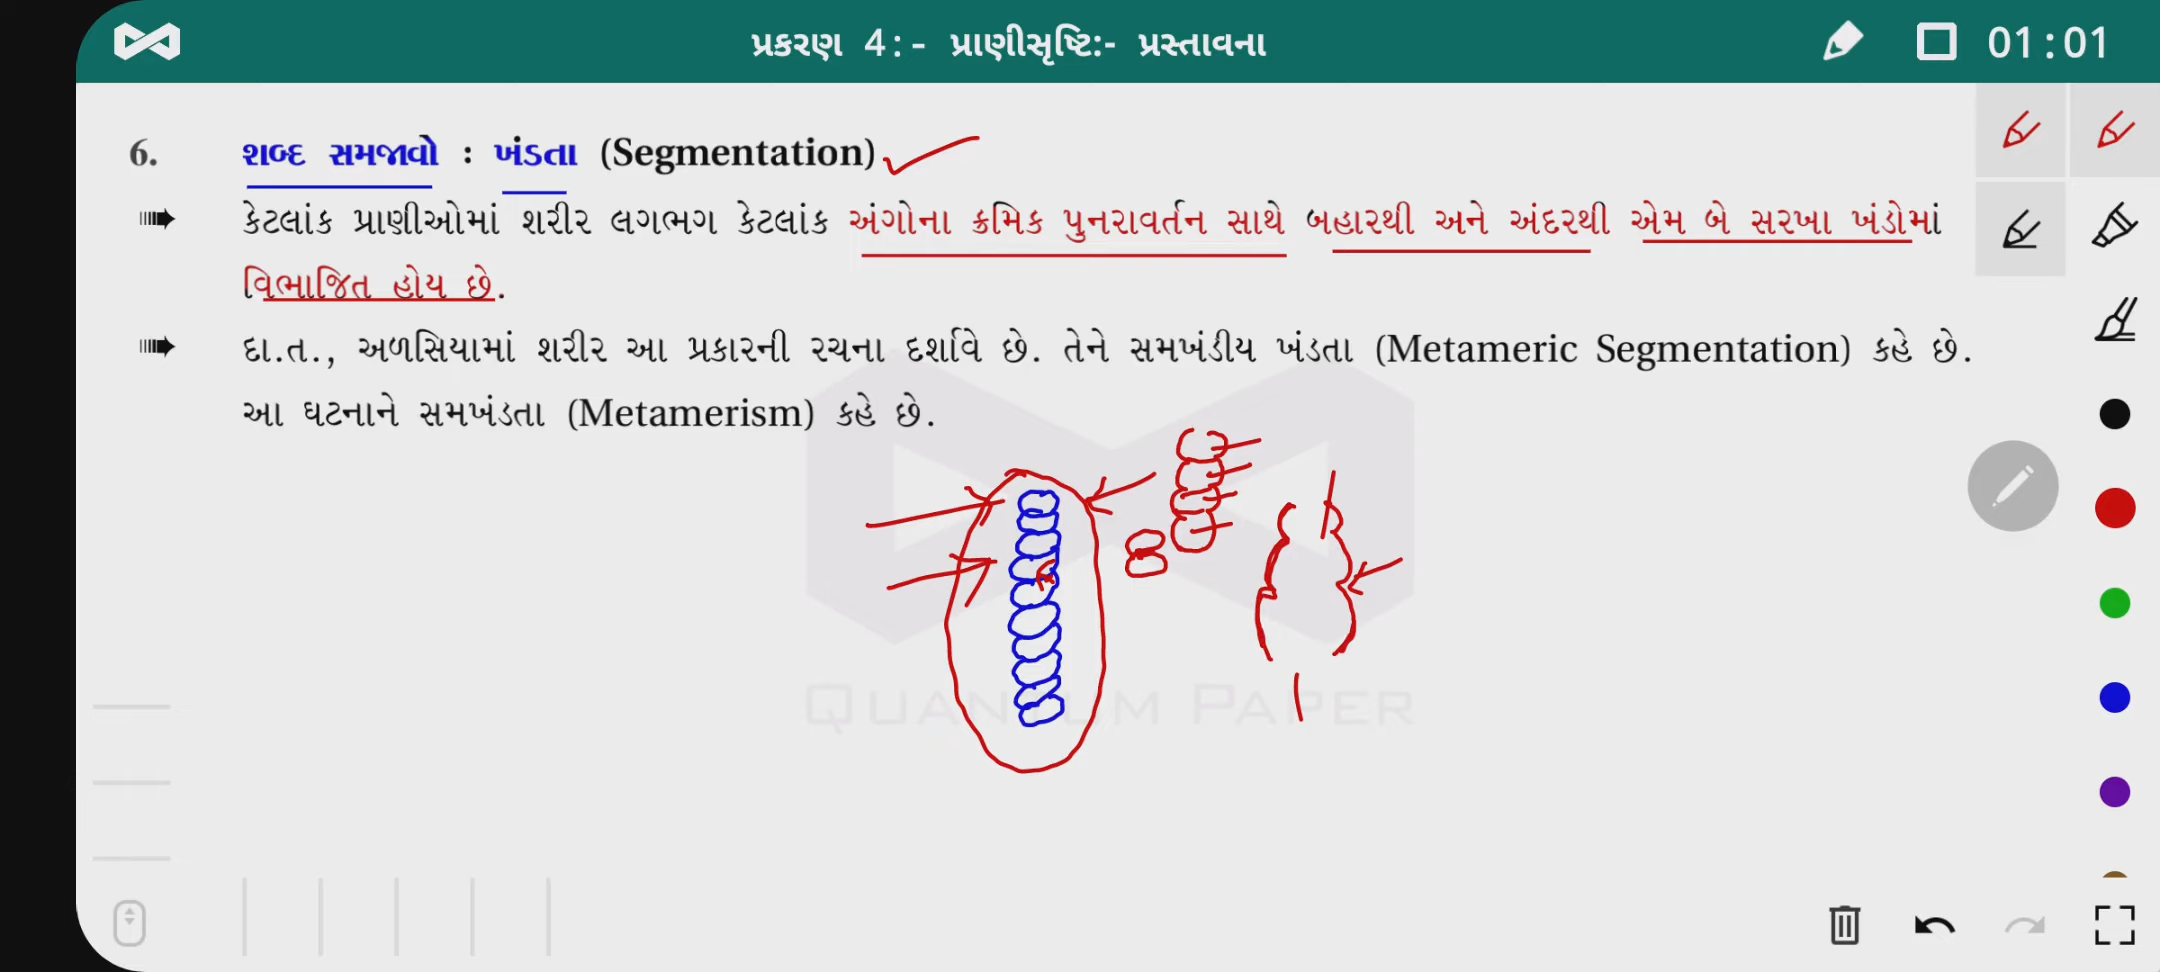 પ્રકરણ 4:- પ્રાણીસૃષ્ટિ:- પ્રસ્તાવના
01:01
6. શબ્દ સમજાવો : ખંડતા (Segmentation)
કેટલાંક પ્રાણીઓમાં શરીર લગભગ કેટલાંક અંગોના ક્રમિક પુનરાવર્તન સાથે બહારથી અને અંદરથી એમ બે સરખા ખંડોમાં
વિભાજિત હોય છે.
દા.ત., અળસિયામાં શરીર આ પ્રકારની રચના દર્શાવે છે. તેને સમખંડીય ખંડતા (Metameric Segmentation) કહે છે.
આ ઘટનાને સમખંડતા (Metamerism) કહે છે.
QUANTUM PAPER